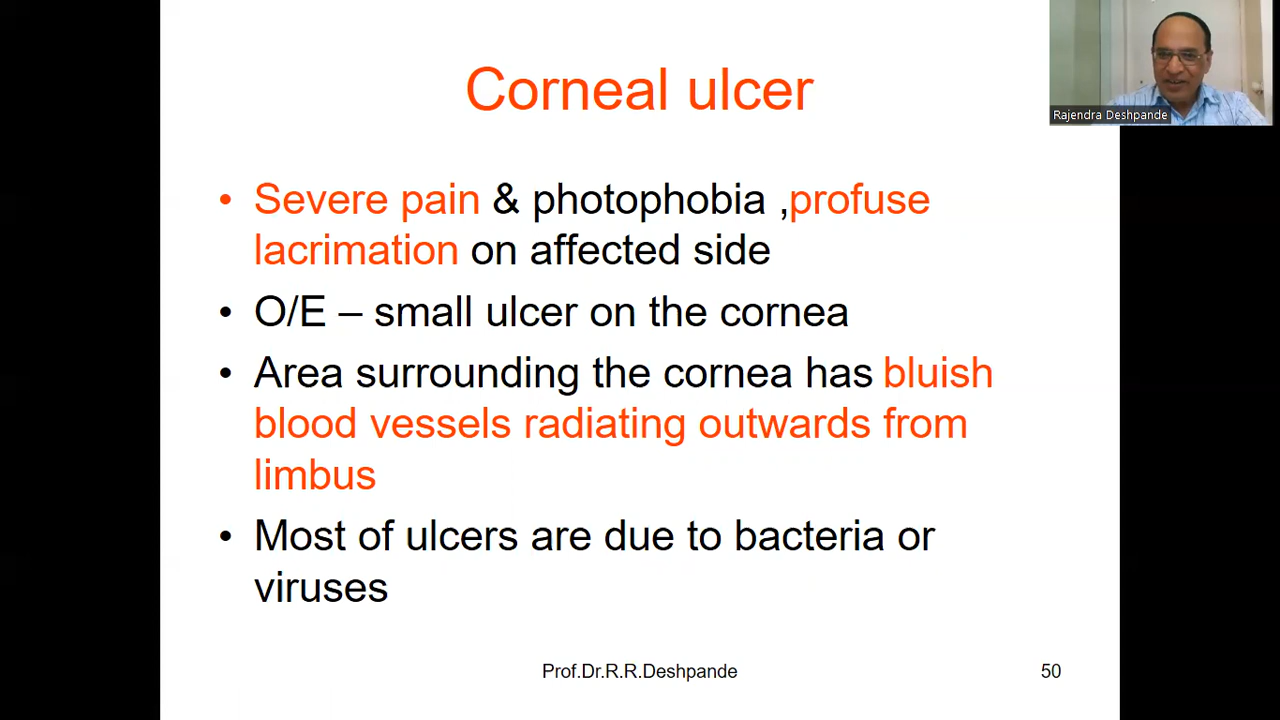 Corneal ulcer
Rajendra Deshpande
• Severe pain & photophobia ,profuse
lacrimation on affected side
• O/E – small ulcer on the cornea
• Area surrounding the cornea has bluish
blood vessels radiating outwards from
limbus
• Most of ulcers are due to bacteria or
viruses
Prof.Dr.R.R.Deshpande
50